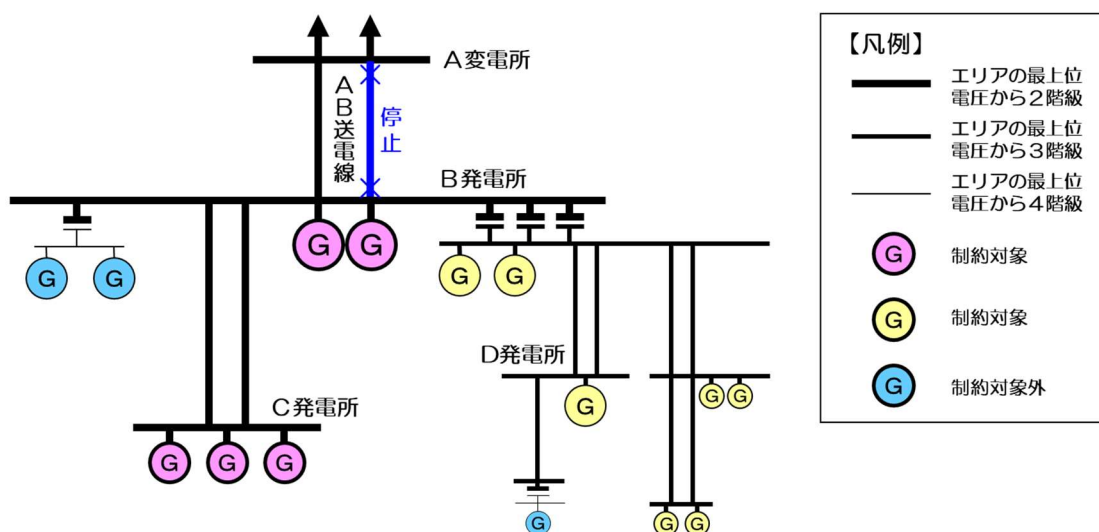 A変電所
AB送電線
停止
B発電所
G G
G G
G G
D発電所
G
G G
C発電所
G G G
G
G G
【凡例】
エリアの最上位
電圧から2階級
エリアの最上位
電圧から3階級
エリアの最上位
電圧から4階級
G 制約対象
G 制約対象
G 制約対象外